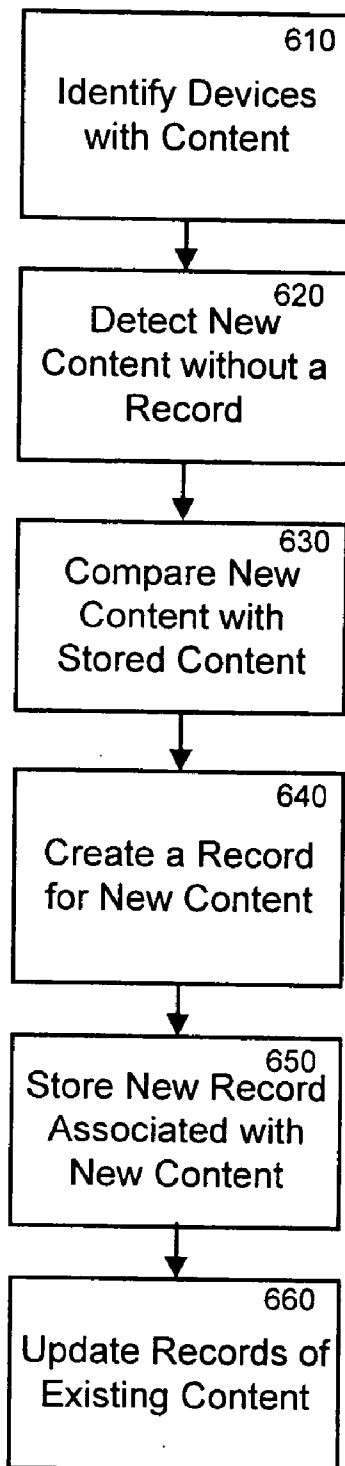 610
Identify Devices
with Content
620
Detect New
Content without a
Record
630
Compare New
Content with
Stored Content
640
Create a Record
for New Content
650
Store New Record
Associated with
New Content
660
Update Records of
Existing Content